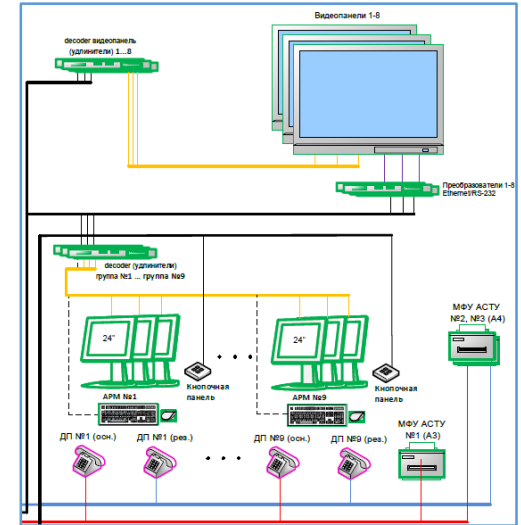 Видеопанели 1-8
decoder видеопанель
(удлинители) 1...8
Преобразователи 1-8
Ethernet/RS-232
decoder (удлинители)
группа №1 ... группа №9
24"
24"
МФУ АСТУ
№2, №3 (А4)
АРМ №1
Кнопочная
панель
АРМ №9
Кнопочная
панель
ДП №1 (осн.)
ДП №1 (рез.)
ДП №9 (осн.)
ДП №9 (рез.)
МФУ АСТУ
№1 (А3)